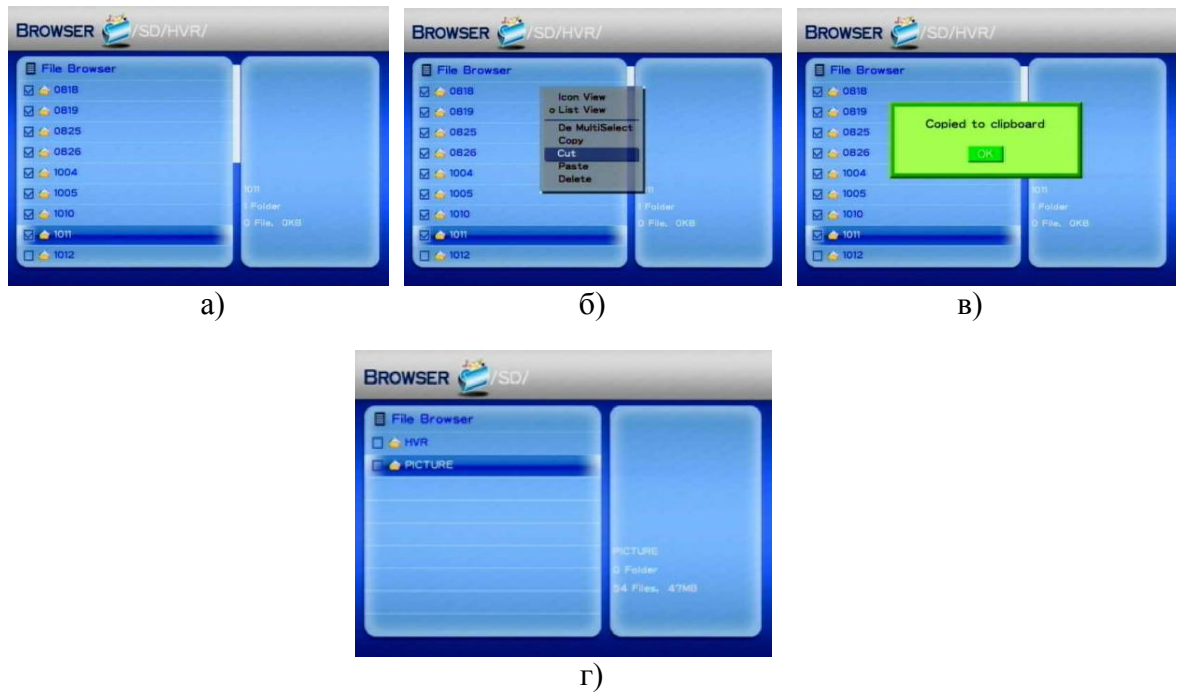 BROWSER /SD/HVR/
File Browser
0818
0819
0825
0826
1004
1005
1010
1011
1012
1011
1 Folder
0 File, 0KB
а)
BROWSER /SD/HVR/
File Browser
0818
0819
0825
0826
1004
1005
1010
1011
1012
Icon View
List View
De MultiSelect
Copy
Cut
Paste
Delete
1 Folder
0 File, 0KB
б)
BROWSER /SD/HVR/
File Browser
0818
0819
0825
0826
1004
1005
1010
1011
1012
Copied to clipboard
OK
1011
1 Folder
0 File, 0KB
в)
BROWSER /SD/
File Browser
HVR
PICTURE
PICTURE
0 Folder
54 Files, 47MB
г)